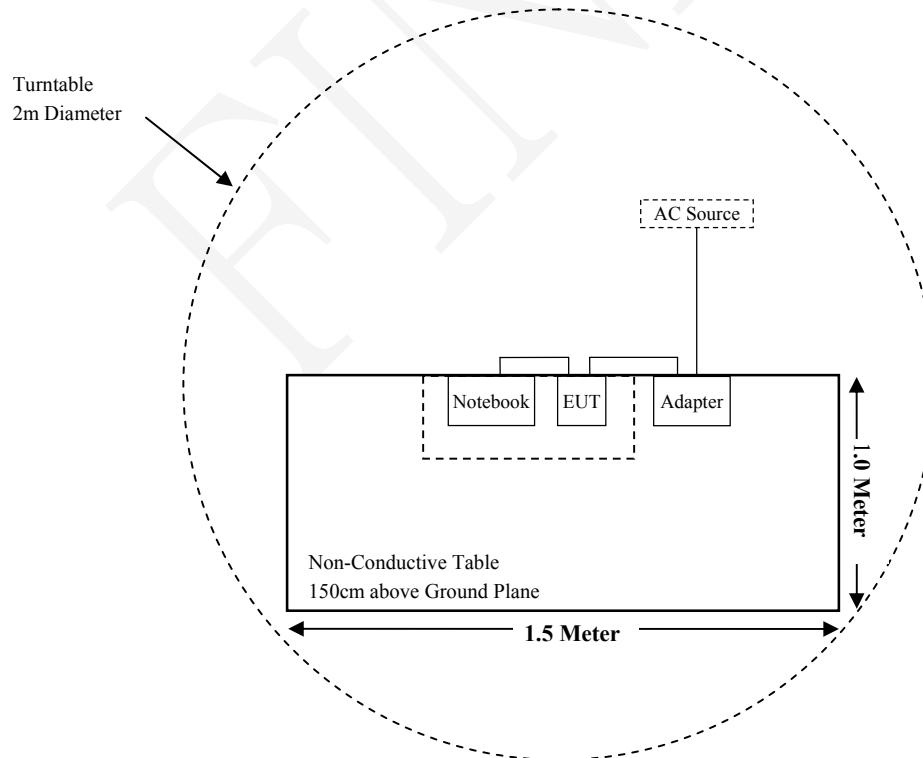 Turntable
2m Diameter
AC Source
Notebook
EUT
Adapter
1.0 Meter
Non-Conductive Table
150cm above Ground Plane
1.5 Meter